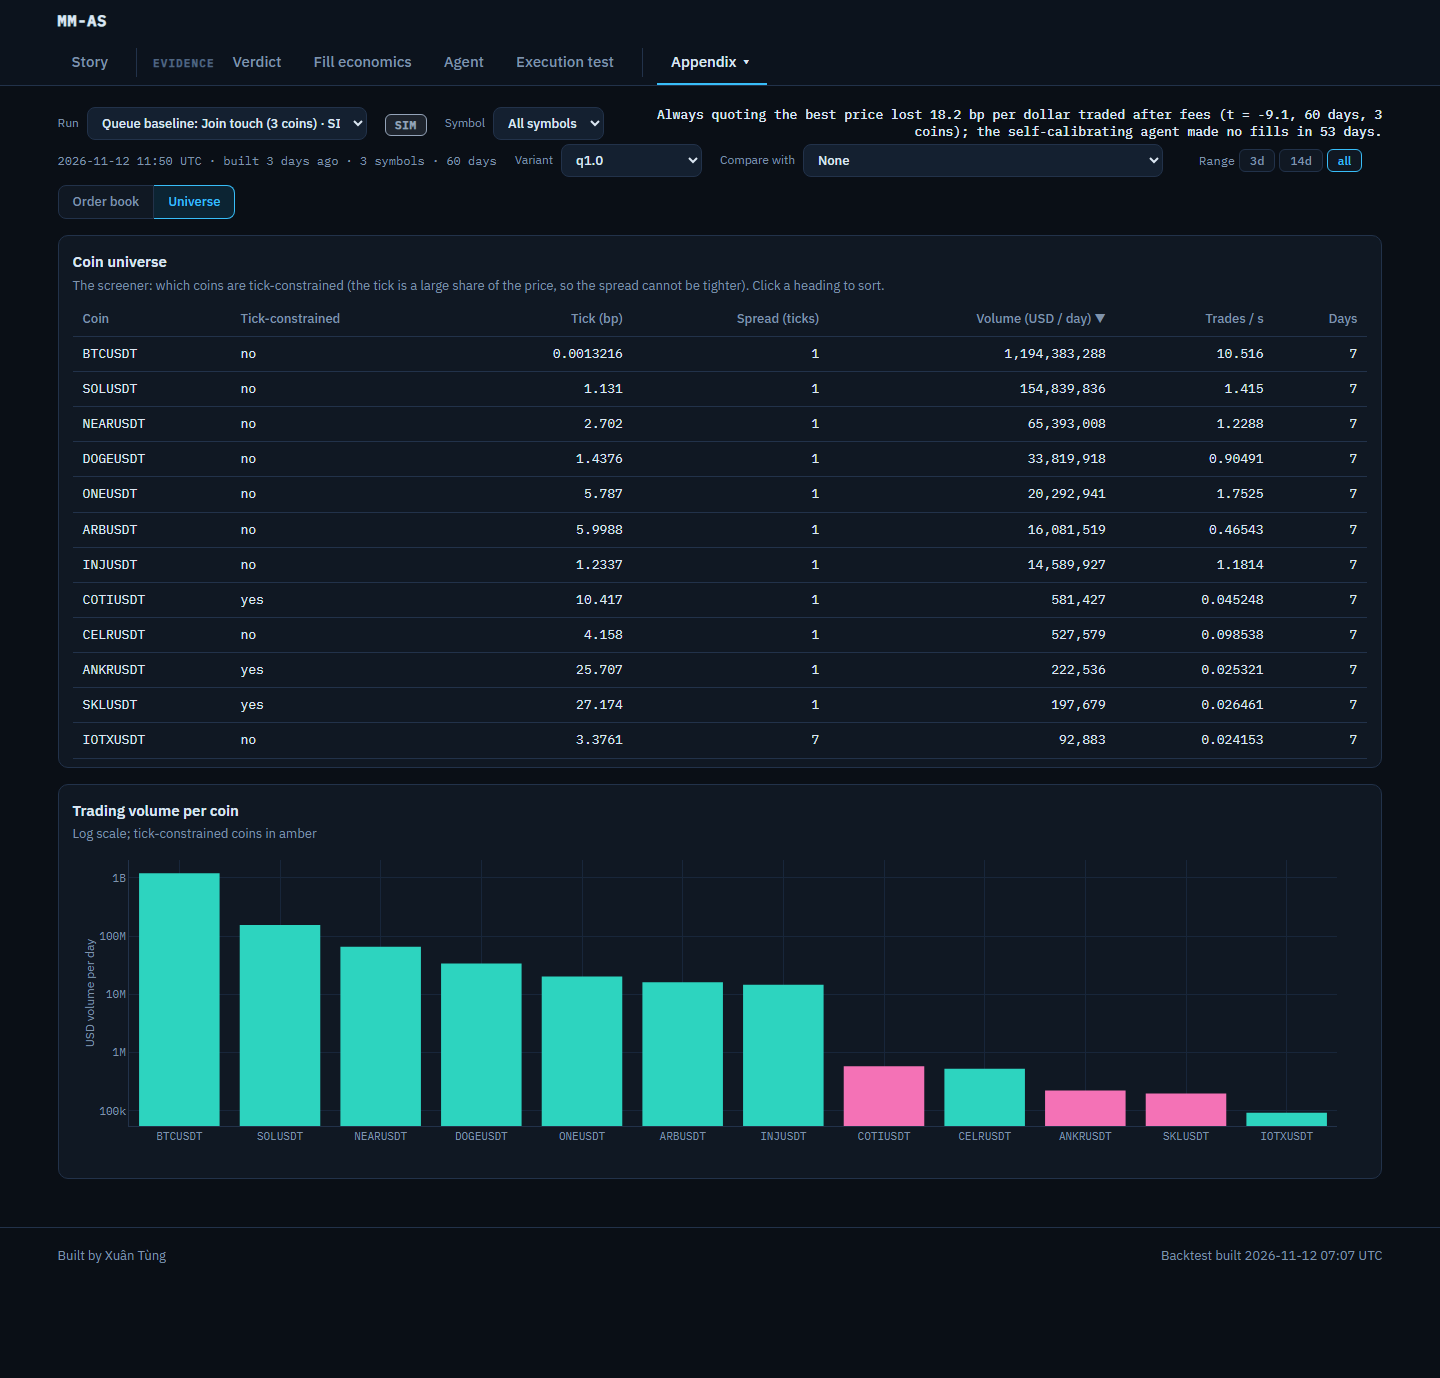 MM-AS
Story
EVIDENCE
Verdict
Fill economics
Agent
Execution test
Appendix ▾
Run
Queue baseline: Join touch (3 coins) · SI
SIM
Symbol
All symbols
Always quoting the best price lost 18.2 bp per dollar traded after fees (t = -9.1, 60 days, 3
coins); the self-calibrating agent made no fills in 53 days.
2026-11-12 11:50 UTC · built 3 days ago · 3 symbols · 60 days
Variant
q1.0
Compare with
None
Range
3d
14d
all
Order book
Universe
Coin universe
The screener: which coins are tick-constrained (the tick is a large share of the price, so the spread cannot be tighter). Click a heading to sort.
Coin Tick-constrained Tick (bp) Spread (ticks) Volume (USD / day) ▼ Trades / s Days
BTCUSDT no 0.0013216 1 1,194,383,288 10.516 7
SOLUSDT no 1.131 1 154,839,836 1.415 7
NEARUSDT no 2.702 1 65,393,008 1.2288 7
DOGEUSDT no 1.4376 1 33,819,918 0.90491 7
ONEUSDT no 5.787 1 20,292,941 1.7525 7
ARBUSDT no 5.9988 1 16,081,519 0.46543 7
INJUSDT no 1.2337 1 14,589,927 1.1814 7
COTIUSDT yes 10.417 1 581,427 0.045248 7
CELRUSDT no 4.158 1 527,579 0.098538 7
ANKRUSDT yes 25.707 1 222,536 0.025321 7
SKLUSDT yes 27.174 1 197,679 0.026461 7
IOTXUSDT no 3.3761 7 92,883 0.024153 7
Trading volume per coin
Log scale; tick-constrained coins in amber
USD volume per day
1B
100M
10M
1M
100k
BTCUSDT SOLUSDT NEARUSDT DOGEUSDT ONEUSDT ARBUSDT INJUSDT COTIUSDT CELRUSDT ANKRUSDT SKLUSDT IOTXUSDT
Built by Xuân Tùng
Backtest built 2026-11-12 07:07 UTC